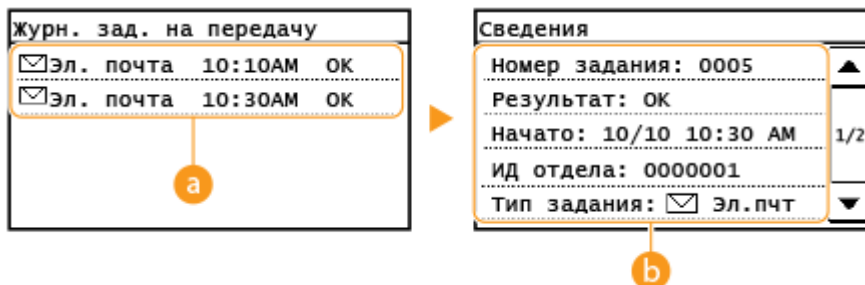 Журн. зад. на передачу
Эл. почта 10:10AM OK
Эл. почта 10:30AM OK
a
Сведения
Номер задания: 0005
Результат: OK
Начато: 10/10 10:30 AM
ИД отдела: 0000001
Тип задания: Эл.пчт
1/2
b